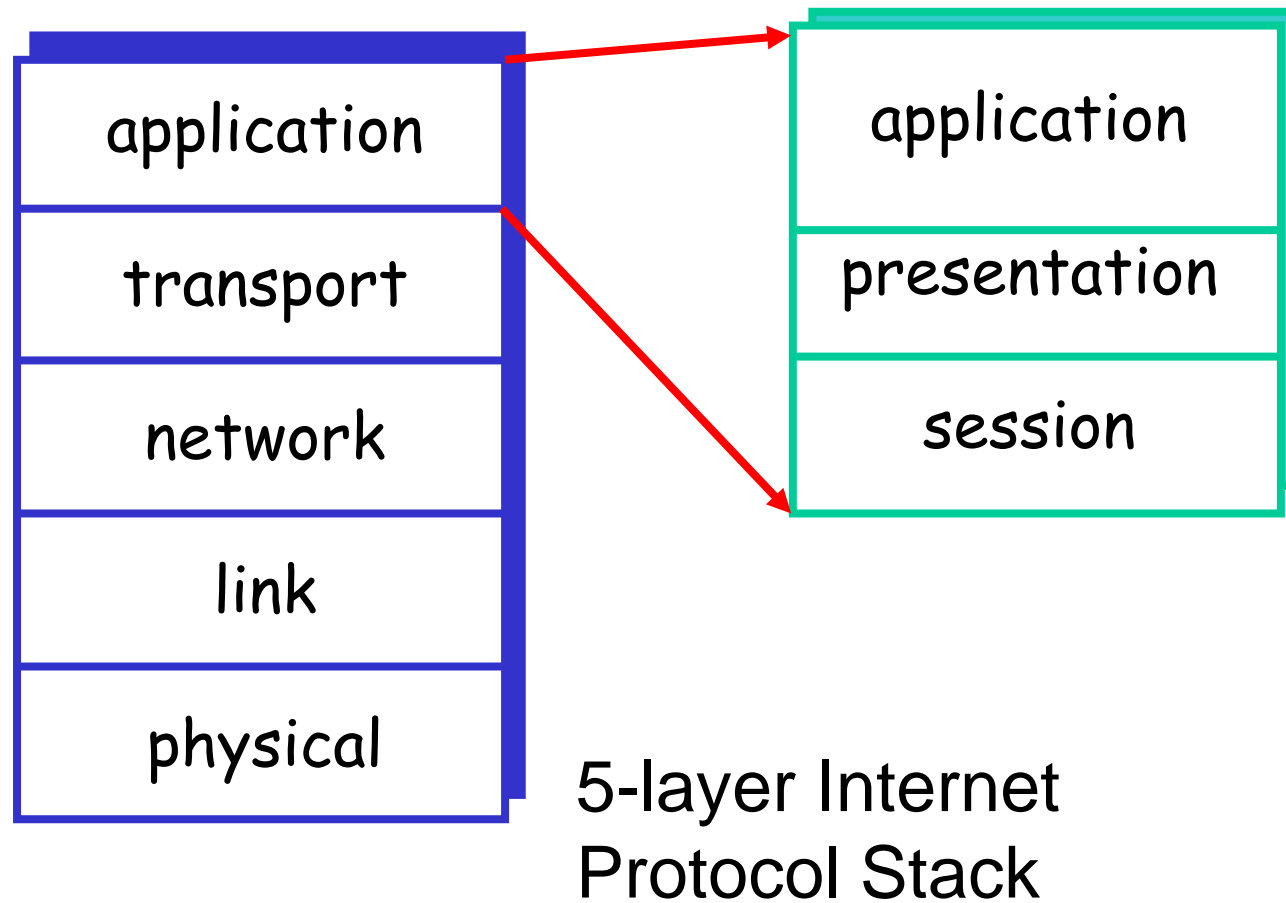 application
transport
network
link
physical
application
presentation
session
5-layer Internet
Protocol Stack